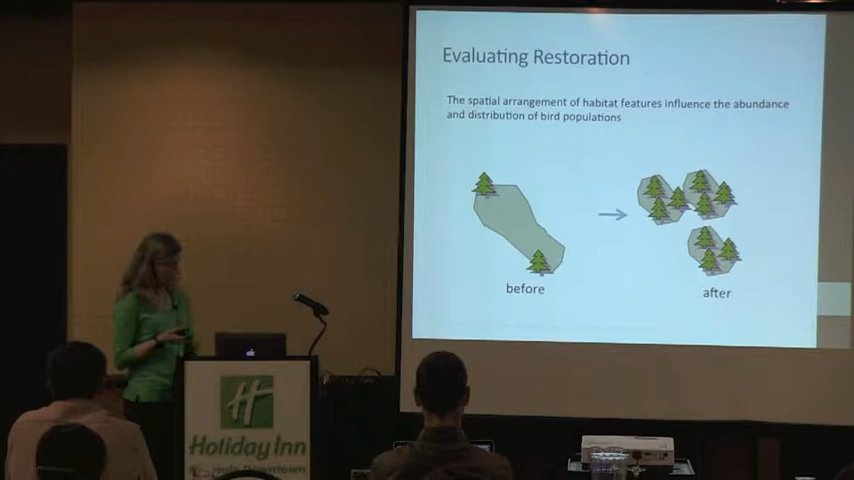 Evaluating Restoration
The spatial arrangement of habitat features influence the abundance
and distribution of bird populations
before
after
H
Holiday Inn
Downtown